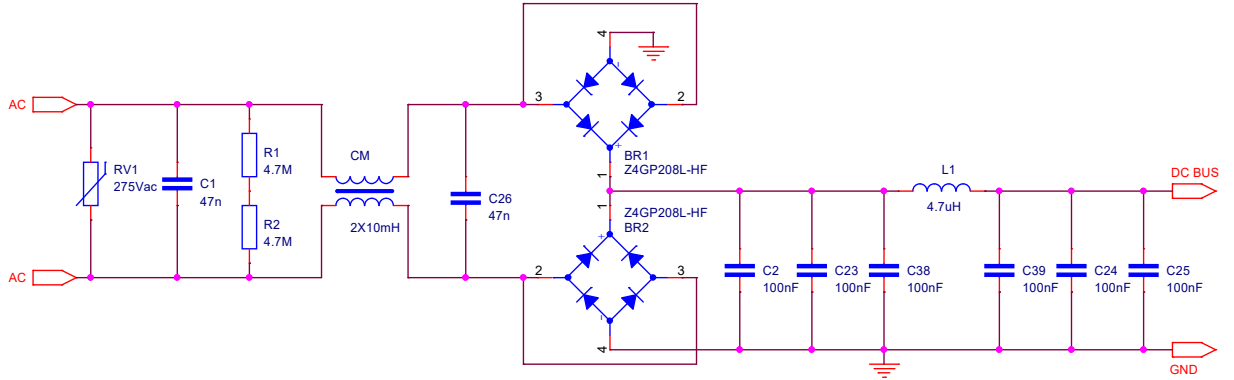 4
-
AC
3
2
R1
4.7M
CM
+
BR1
Z4GP208L-HF
RV1
275Vac
C1
47n
C26
47n
1
L1
4.7uH
DC BUS
1
Z4GP208L-HF
BR2
R2
4.7M
2X10mH
+
AC
2
3
C2
100nF
C23
100nF
C38
100nF
C39
100nF
C24
100nF
C25
100nF
-
4
GND